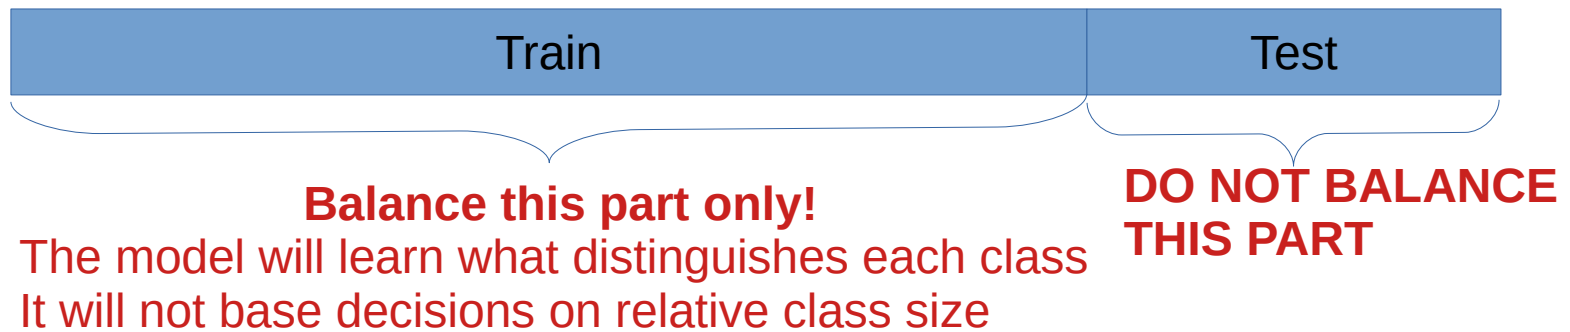 Train
Test
Balance this part only!
The model will learn what distinguishes each class
It will not base decisions on relative class size
DO NOT BALANCE
THIS PART